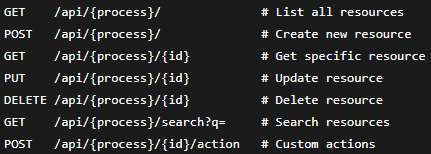 GET    /api/{process}/             # List all resources
POST   /api/{process}/             # Create new resource
GET    /api/{process}/{id}         # Get specific resource
PUT    /api/{process}/{id}         # Update resource
DELETE /api/{process}/{id}         # Delete resource
GET    /api/{process}/search?q=    # Search resources
POST   /api/{process}/{id}/action  # Custom actions